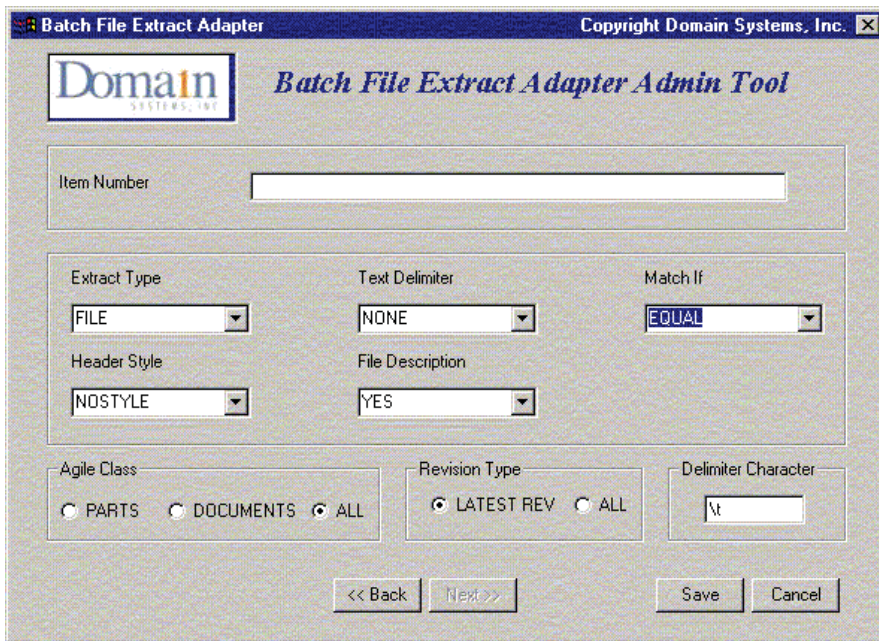 Batch File Extract Adapter Copyright Domain Systems, Inc.
Doma1n
SYSTEMS, INC
Batch File Extract Adapter Admin Tool
Item Number
Extract Type Text Delimiter Match If
FILE NONE EQUAL
Header Style File Description
NOSTYLE YES
Agile Class Revision Type Delimiter Character
PARTS DOCUMENTS ALL LATEST REV ALL \t
<< Back Next >> Save Cancel